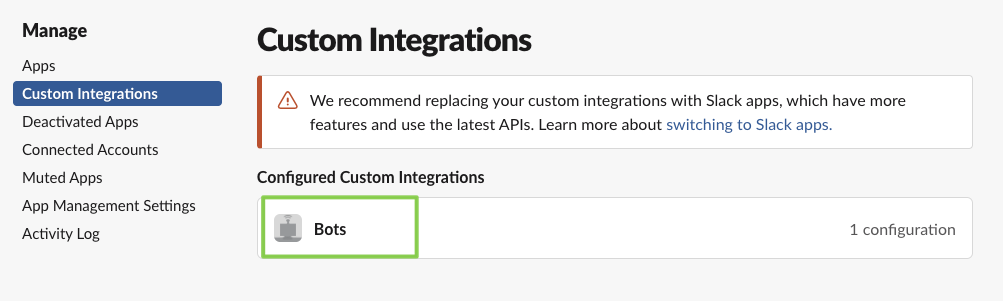 Manage
Apps
Custom Integrations
Deactivated Apps
Connected Accounts
Muted Apps
App Management Settings
Activity Log
Custom Integrations
We recommend replacing your custom integrations with Slack apps, which have more
features and use the latest APIs. Learn more about switching to Slack apps.
Configured Custom Integrations
Bots
1 configuration